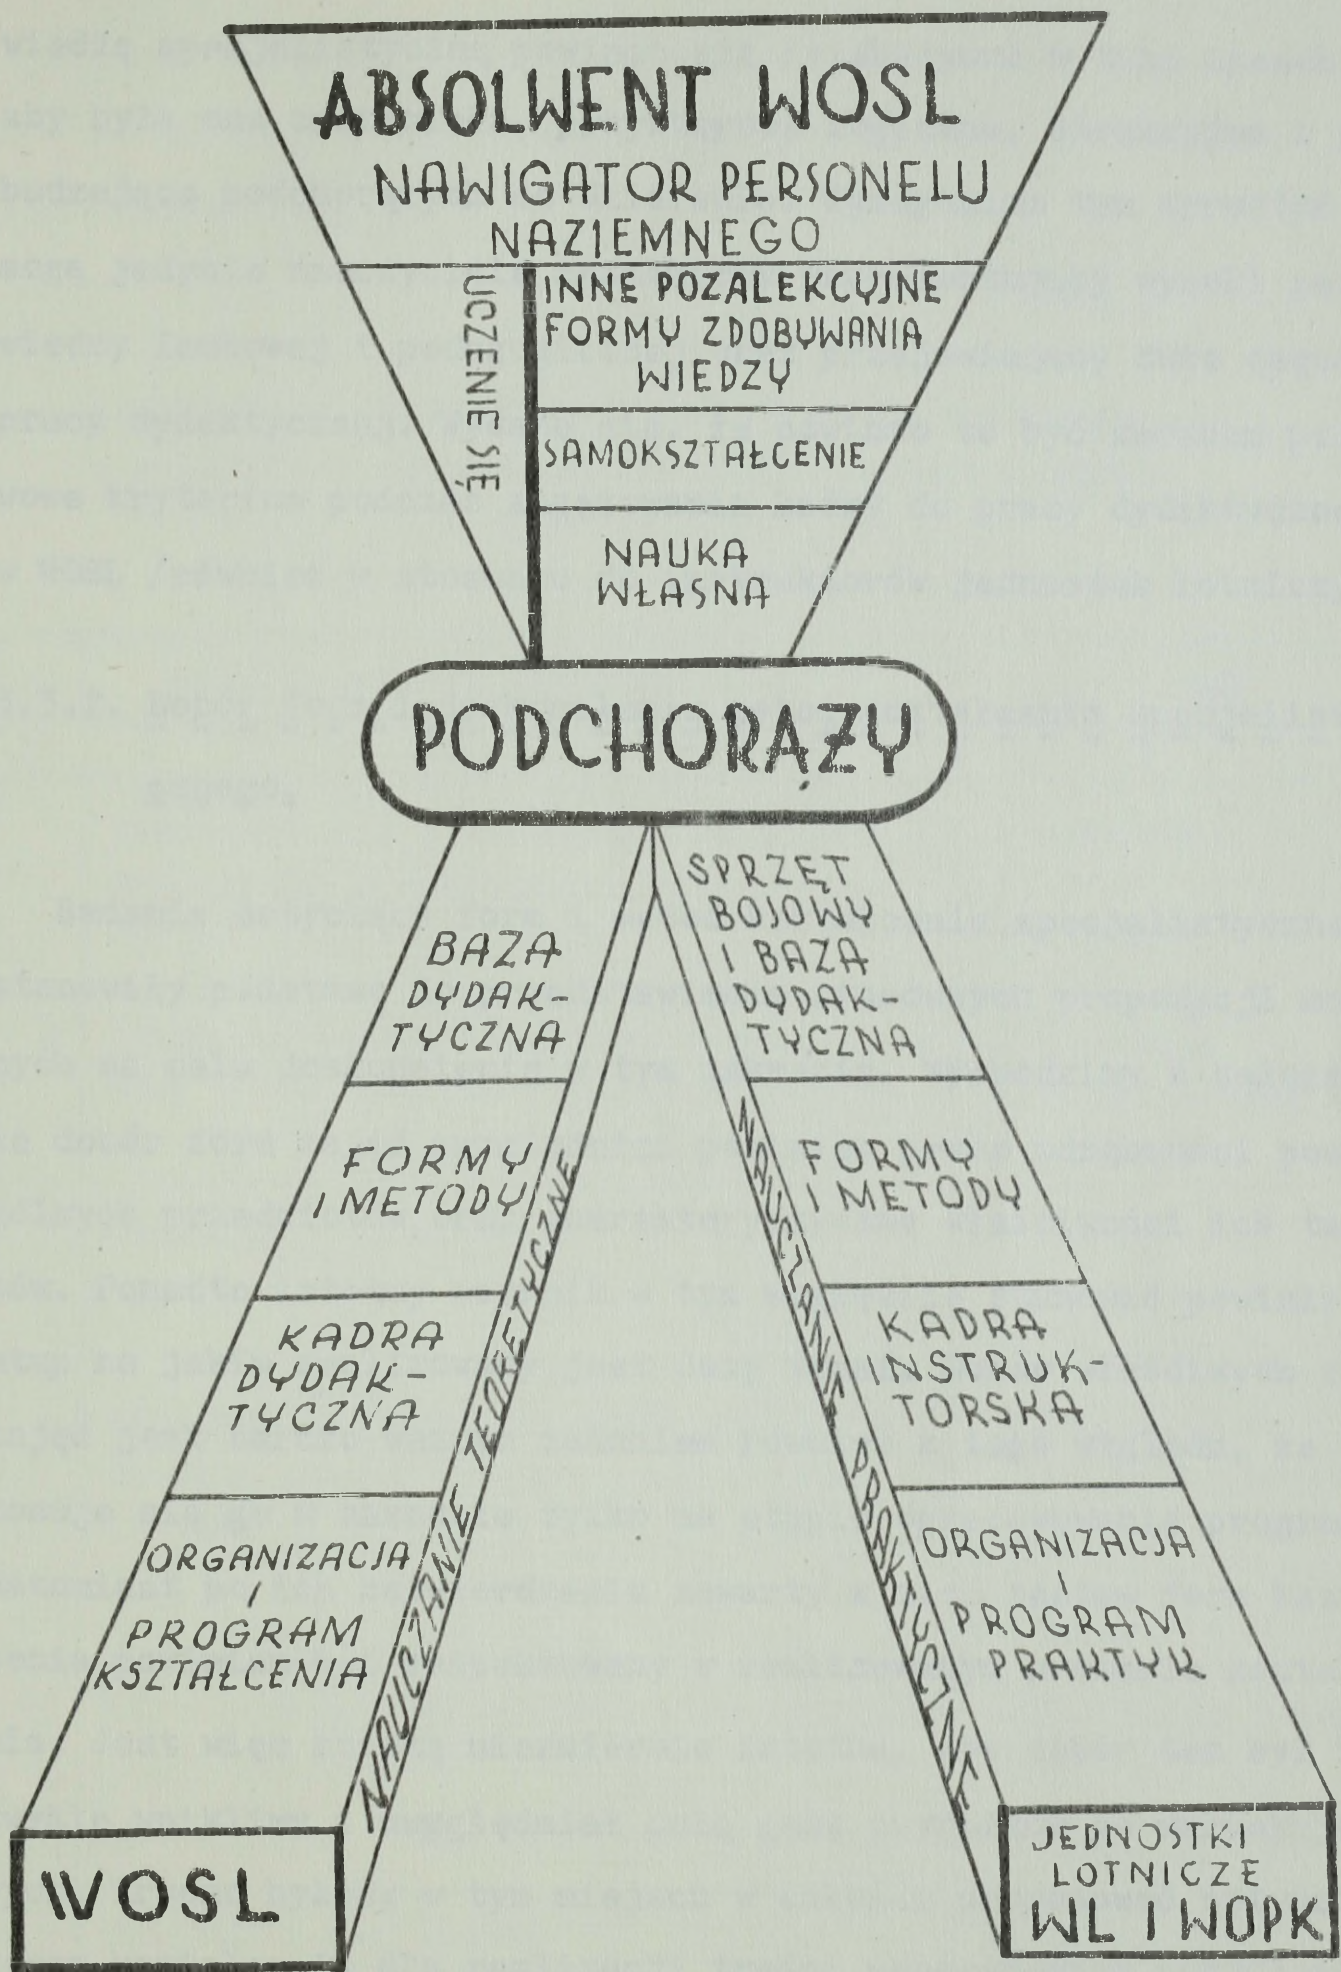 ABSOLWENT WOSL
NAWIGATOR PERSONELU
NAZIEMNEGO
UCZENIE SIĘ
INNE POZALEKCYJNE
FORMY ZDOBYWANIA
WIEDZY
SAMOKSZTAŁCENIE
NAUKA
WŁASNA
PODCHORĄŻY
BAZA
DYDAK-
TYCZNA
FORMY
I METODY
KADRA
DYDAK-
TYCZNA
ORGANIZACJA
I
PROGRAM
KSZTAŁCENIA
NAUCZANIE TEORETYCZNE
WOSL
SPRZĘT
BOJOWY
I BAZA
DYDAK-
TYCZNA
FORMY
I METODY
KADRA
INSTRUK-
TORSKA
ORGANIZACJA
I
PROGRAM
PRAKTYK
NAUCZANIE PRAKTYCZNE
JEDNOSTKI
LOTNICZE
WL I WOPK